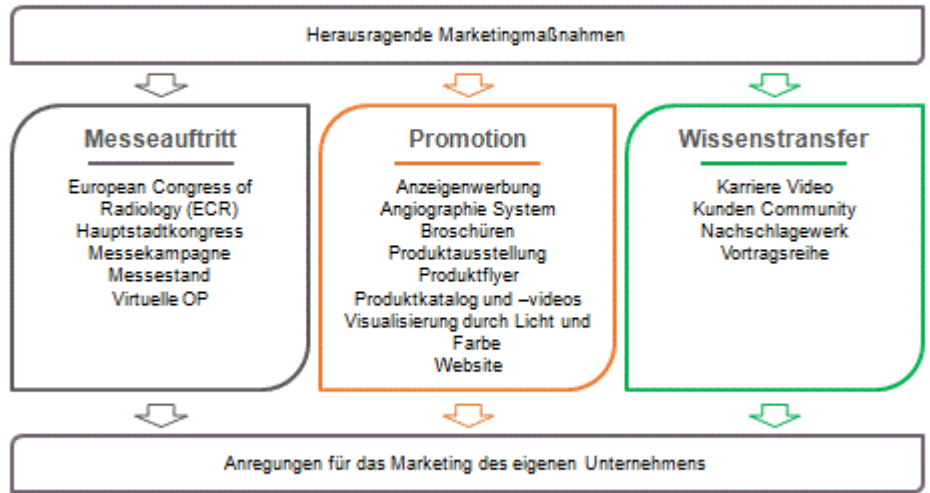 Herausragende Marketingmaßnahmen
Messeauftritt
European Congress of
Radiology (ECR)
Hauptstadtkongress
Messekampagne
Messestand
Virtuelle OP
Promotion
Anzeigenwerbung
Angiographie System
Broschüren
Produktausstellung
Produktflyer
Produktkatalog und –videos
Visualisierung durch Licht und
Farbe
Website
Wissenstransfer
Karriere Video
Kunden Community
Nachschlagewerk
Vortragsreihe
Anregungen für das Marketing des eigenen Unternehmens